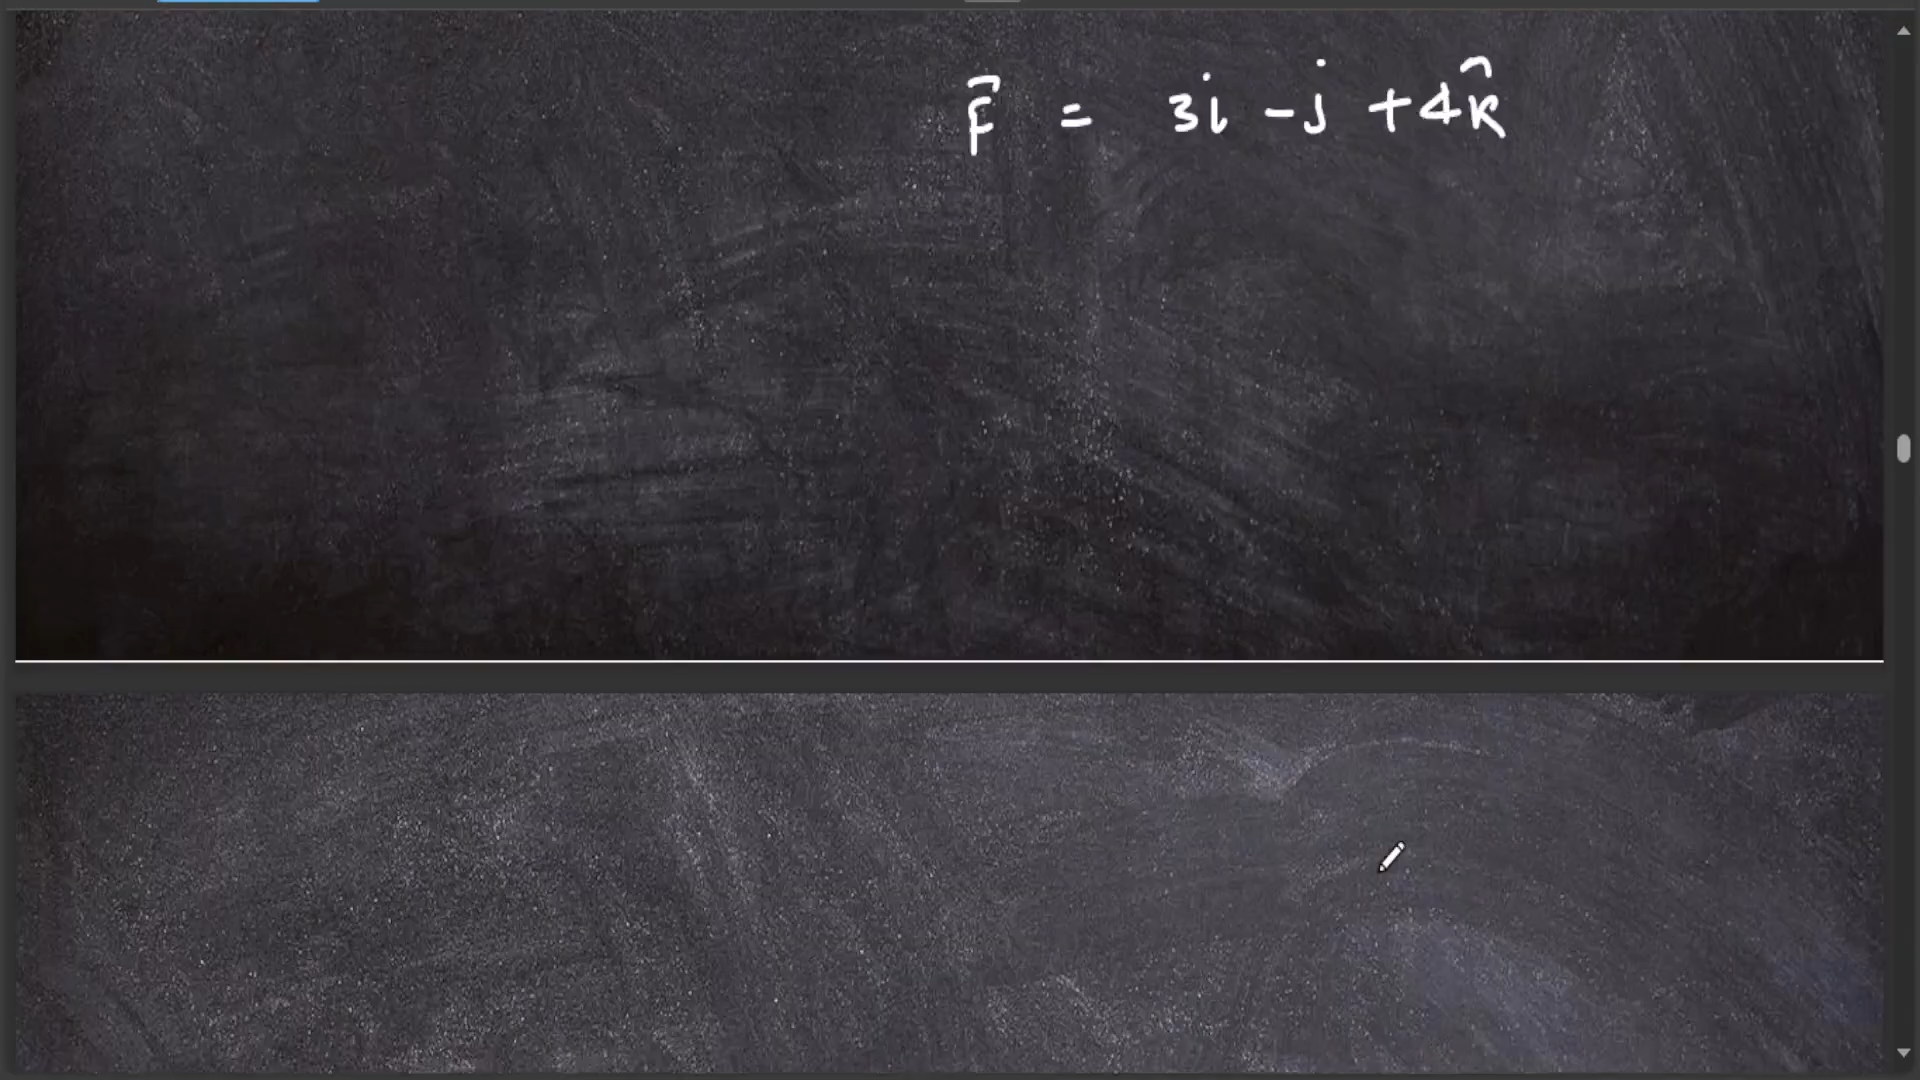 F̂ = 3i - j + 4k̂